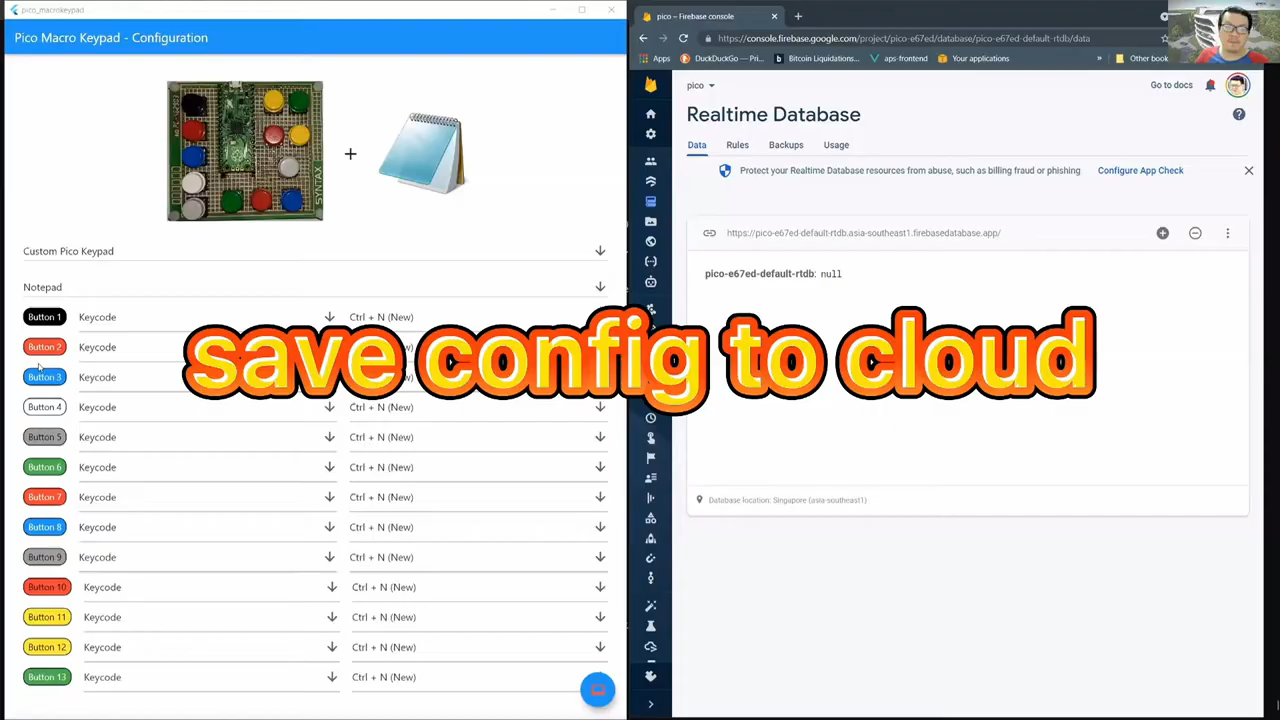 pico_macrokeypad
Pico Macro Keypad - Configuration
SYNTAX
+
Custom Pico Keypad
Notepad
Button 1 Keycode Ctrl + N (New)
Button 2 Keycode
Button 3 Keycode
Button 4 Keycode Ctrl + N (New)
Button 5 Keycode Ctrl + N (New)
Button 6 Keycode Ctrl + N (New)
Button 7 Keycode Ctrl + N (New)
Button 8 Keycode Ctrl + N (New)
Button 9 Keycode Ctrl + N (New)
Button 10 Keycode Ctrl + N (New)
Button 11 Keycode Ctrl + N (New)
Button 12 Keycode Ctrl + N (New)
Button 13 Keycode Ctrl + N (New)
save config to cloud
pico – Firebase console
https://console.firebase.google.com/project/pico-e67ed/database/pico-e67ed-default-rtdb/data
Apps DuckDuckGo — Pri... Bitcoin Liquidations... aps-frontend Your applications » Other book
pico Go to docs
Realtime Database
Data Rules Backups Usage
Protect your Realtime Database resources from abuse, such as billing fraud or phishing Configure App Check
https://pico-e67ed-default-rtdb.asia-southeast1.firebasedatabase.app/
pico-e67ed-default-rtdb: null
Database location: Singapore (asia-southeast1)